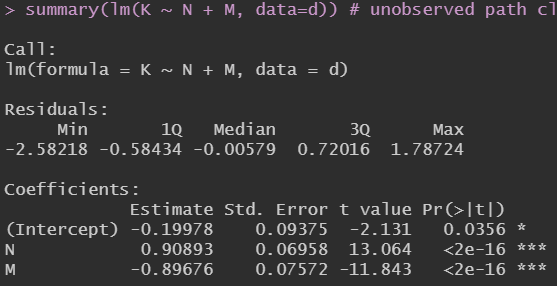 > summary(lm(K ~ N + M, data=d)) # unobserved path cl
Call:
lm(formula = K ~ N + M, data = d)
Residuals:
Min 1Q Median 3Q Max
-2.58218 -0.58434 -0.00579 0.72016 1.78724
Coefficients:
Estimate Std. Error t value Pr(>|t|)
(Intercept) -0.19978 0.09375 -2.131 0.0356 *
N 0.90893 0.06958 13.064 <2e-16 ***
M -0.89676 0.07572 -11.843 <2e-16 ***